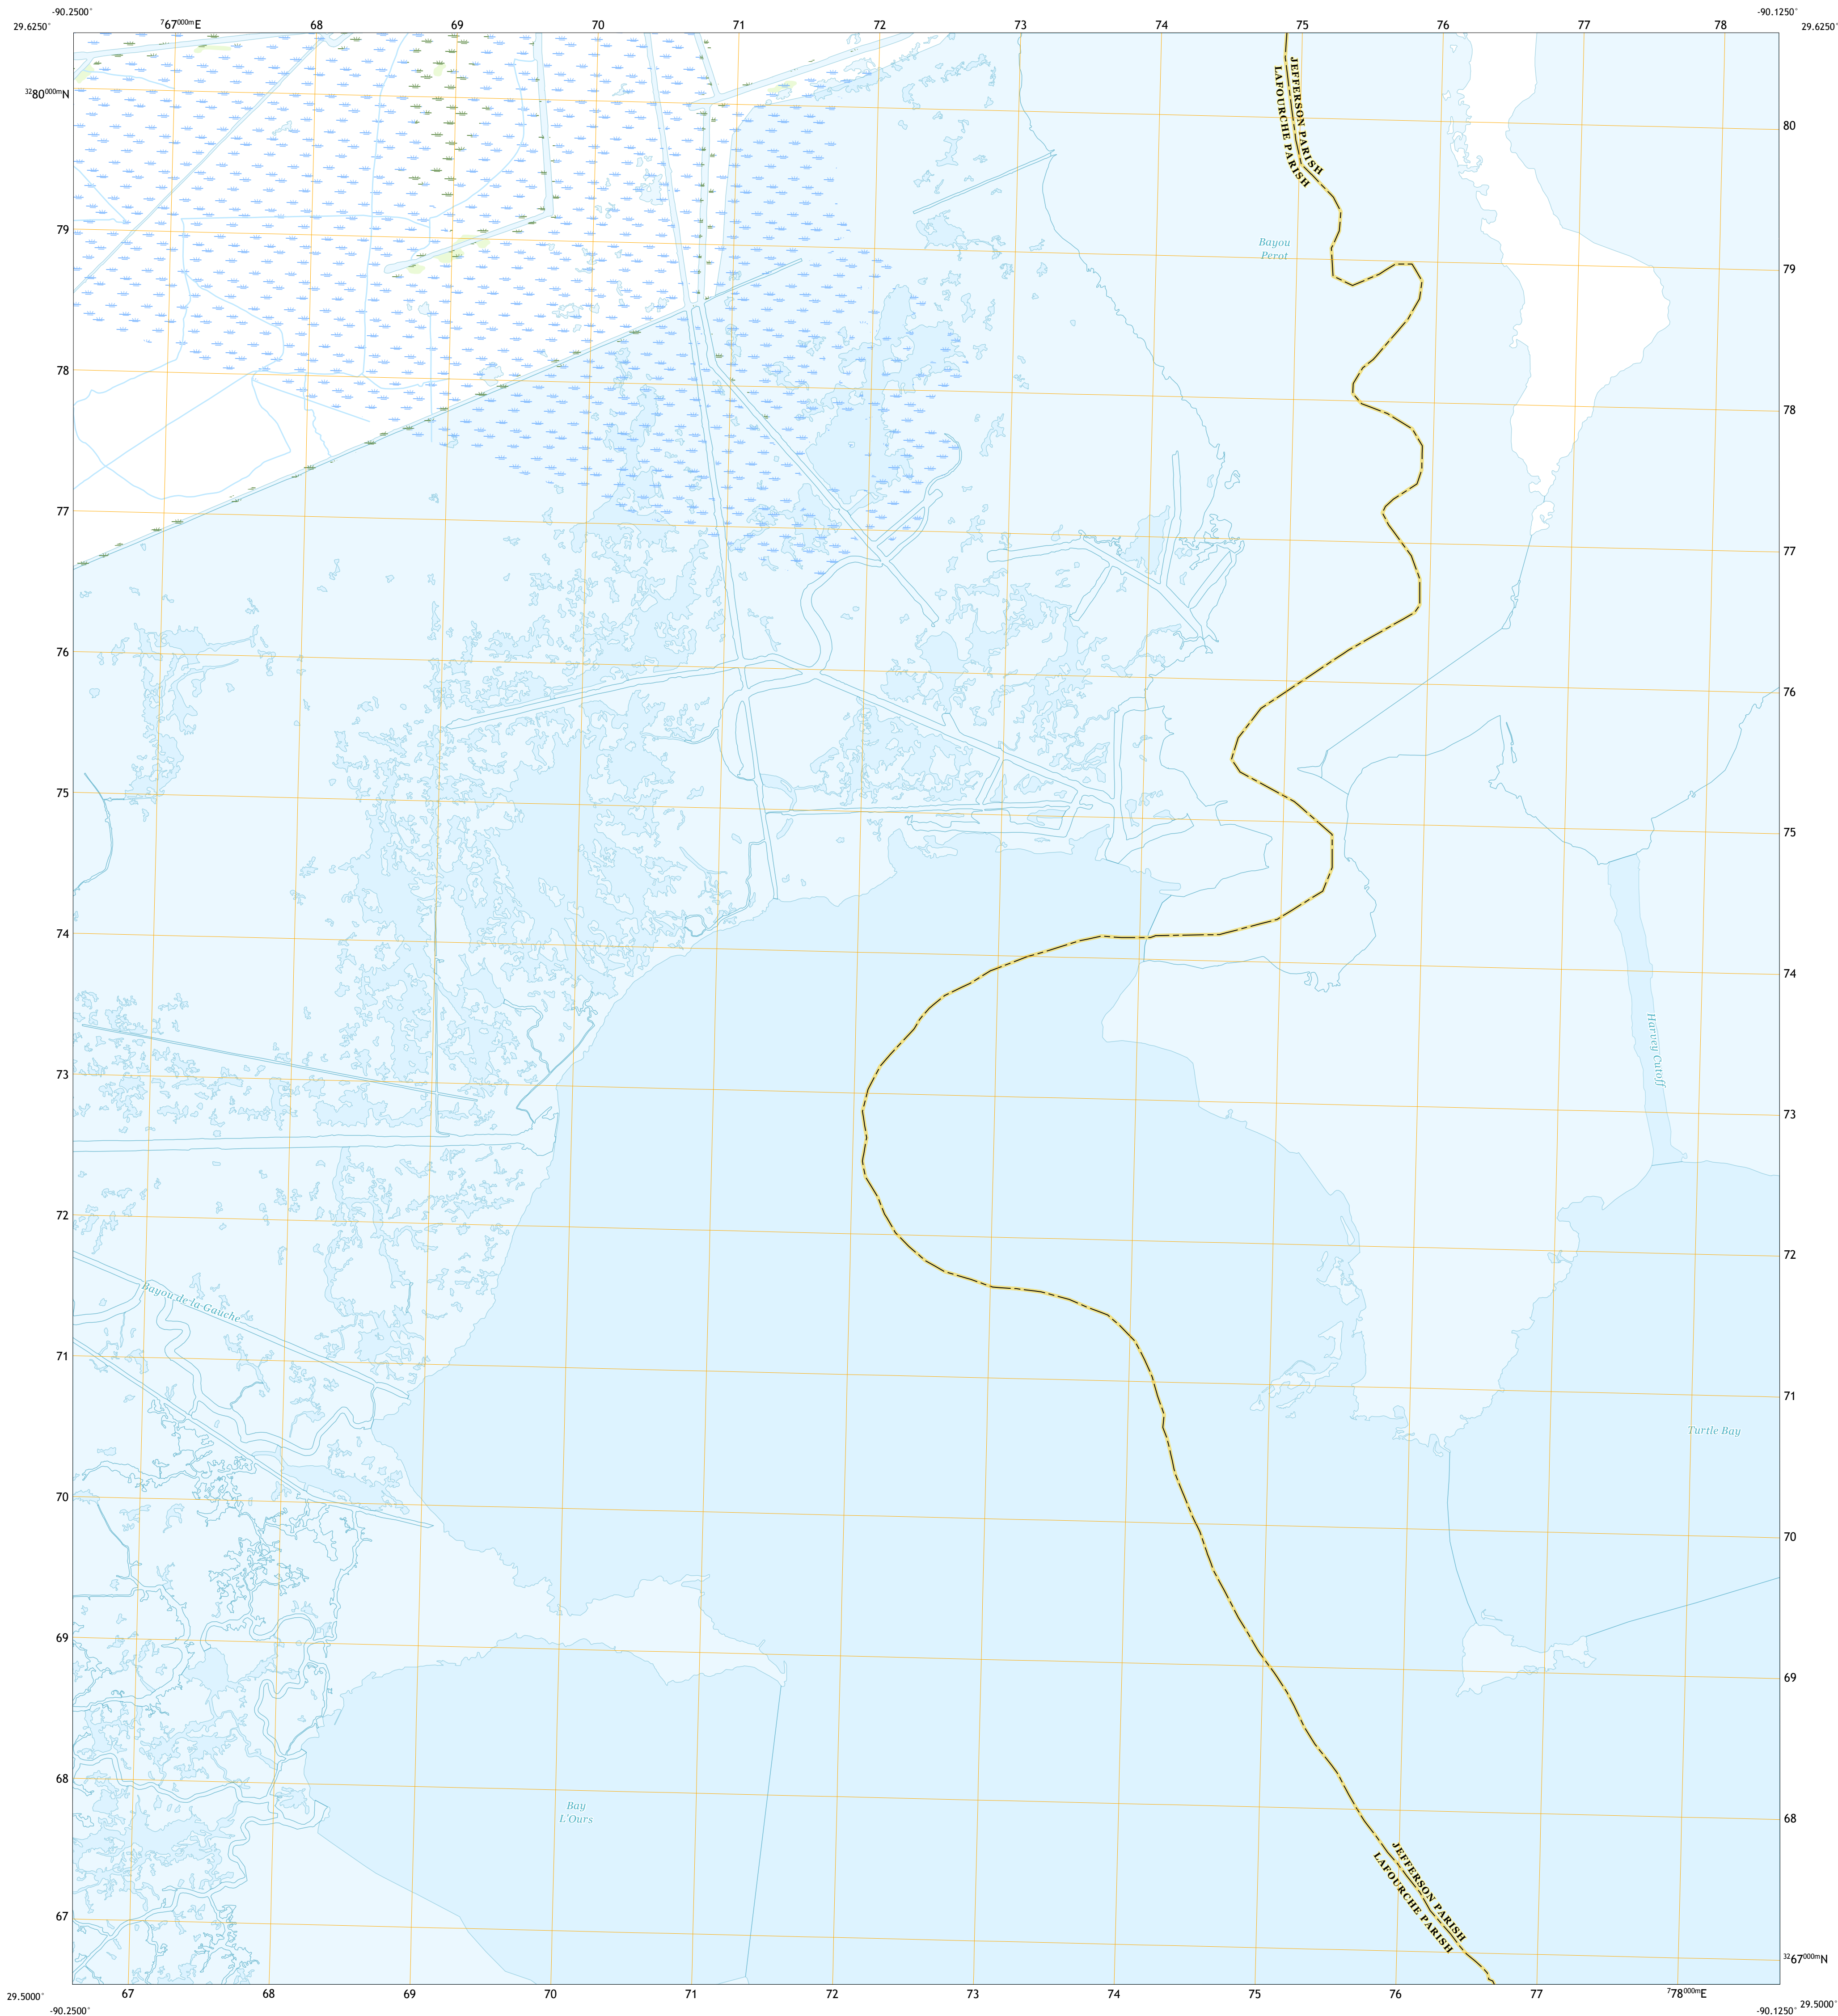 -90.2500°
-90.1250°
29.6250°
⁷67⁰⁰⁰ᵐE 68 69 70 71 72 73 74 75 76 77 78
29.6250°
³²80⁰⁰⁰ᵐN
80
JEFFERSON PARISH
LAFOURCHE PARISH
79
Bayou
Perot
79
78
78
77
77
76
76
75
75
74
74
Harvey Cutoff
73
73
72
72
Bayou de la Gauche
71
71
Turtle Bay
70
70
69
69
68
Bay
L'Ours
68
JEFFERSON PARISH
LAFOURCHE PARISH
67
³²67⁰⁰⁰ᵐN
29.5000°
67 68 69 70 71 72 73 74 75 76 77 ⁷78⁰⁰⁰ᵐE
29.5000°
-90.2500°
-90.1250°